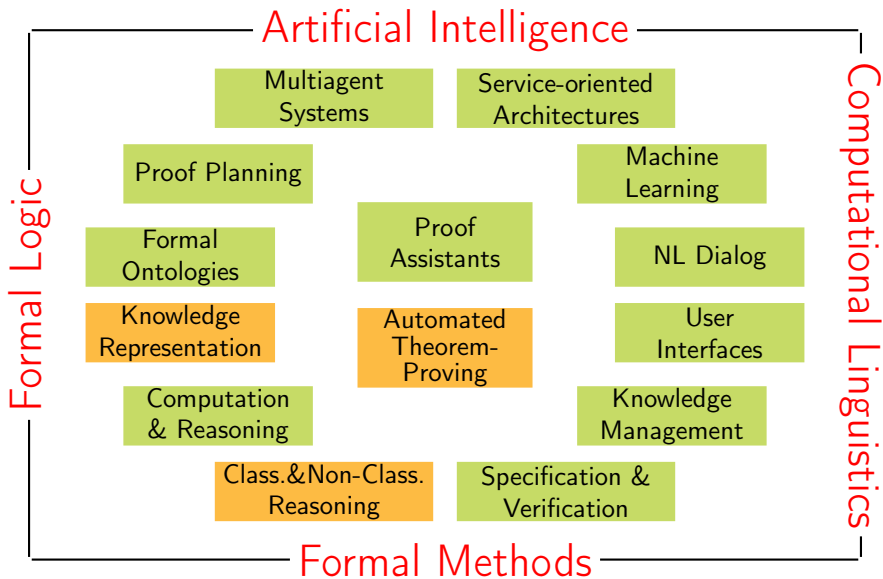 Artificial Intelligence
Multiagent
Systems
Service-oriented
Architectures
Proof Planning
Machine
Learning
Formal Logic
Computational Linguistics
Proof
Assistants
Formal
Ontologies
NL Dialog
Knowledge
Representation
Automated
Theorem-
Proving
User
Interfaces
Computation
& Reasoning
Knowledge
Management
Class.&Non-Class.
Reasoning
Specification &
Verification
Formal Methods